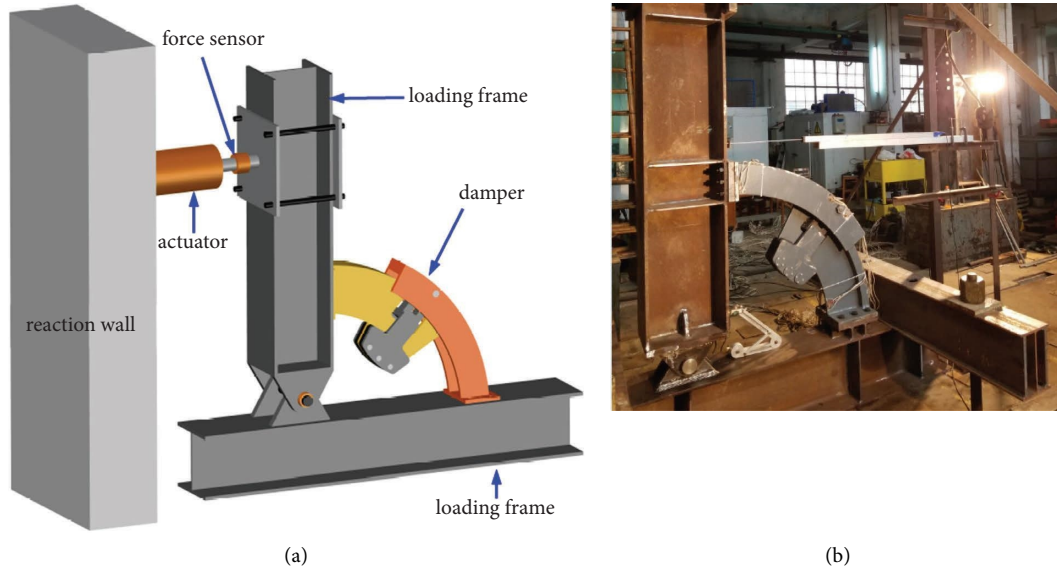 force sensor
loading frame
damper
actuator
reaction wall
loading frame
(a)
(b)